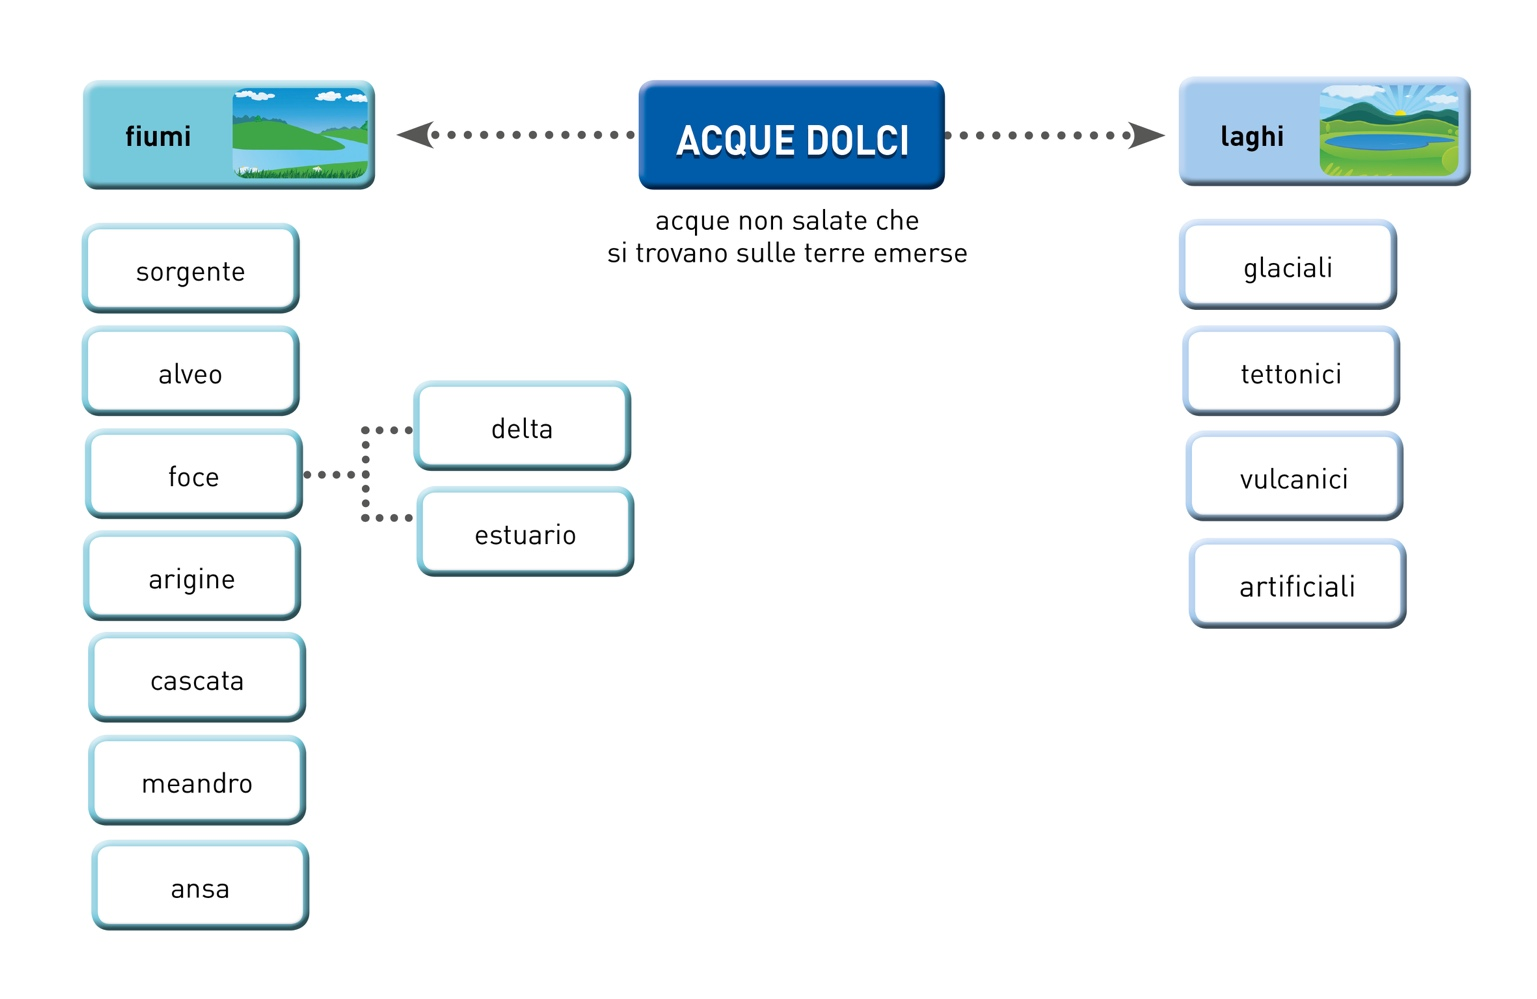 fiumi
ACQUE DOLCI
laghi
acque non salate che
si trovano sulle terre emerse
sorgente
alveo
foce
delta
estuario
arigine
cascata
meandro
ansa
glaciali
tettonici
vulcanici
artificiali